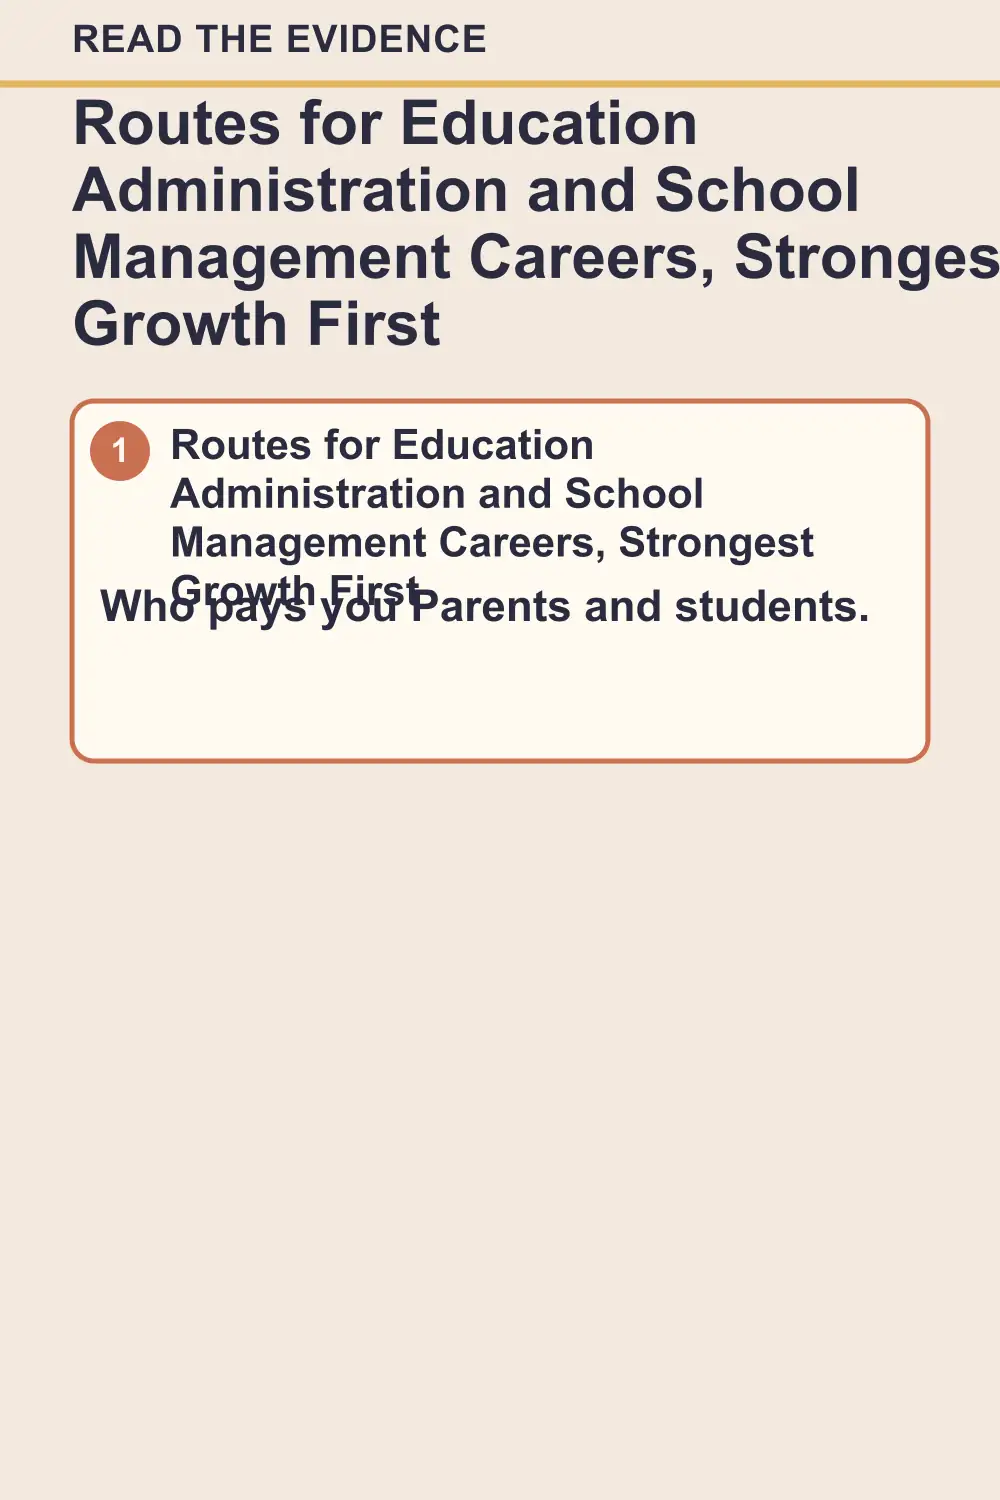 READ THE EVIDENCE
Routes for Education
Administration and School
Management Careers, Stronges
Growth First
1
Routes for Education
Administration and School
Management Careers, Strongest
Growth First
Who pays you Parents and students.